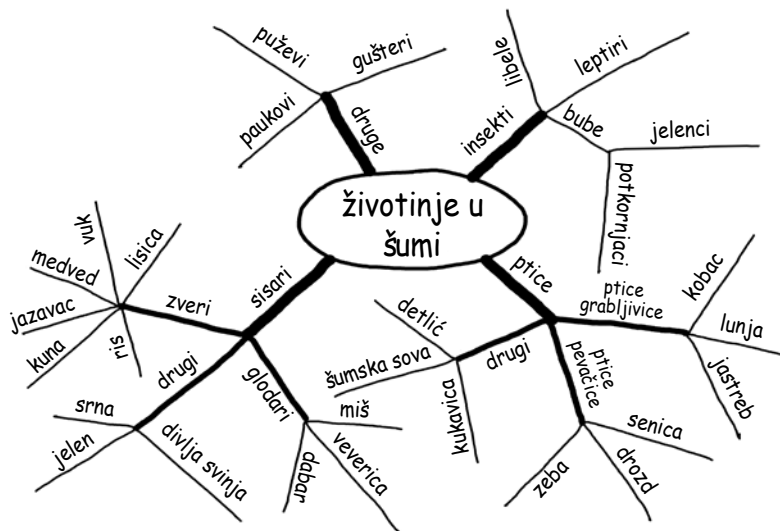 životinje u
šumi
druge
puževi
gušteri
paukovi
insekti
libele
leptiri
bube
jelenci
potkornjaci
ptice
ptice
grabljivice
kobac
lunja
jastreb
ptice
pevačice
senica
drozd
zeba
drugi
detlić
šumska sova
kukavica
sisari
zveri
vuk
lisica
medved
jazavac
kuna
ris
drugi
srna
jelen
divlja svinja
glodari
miš
veverica
dabar